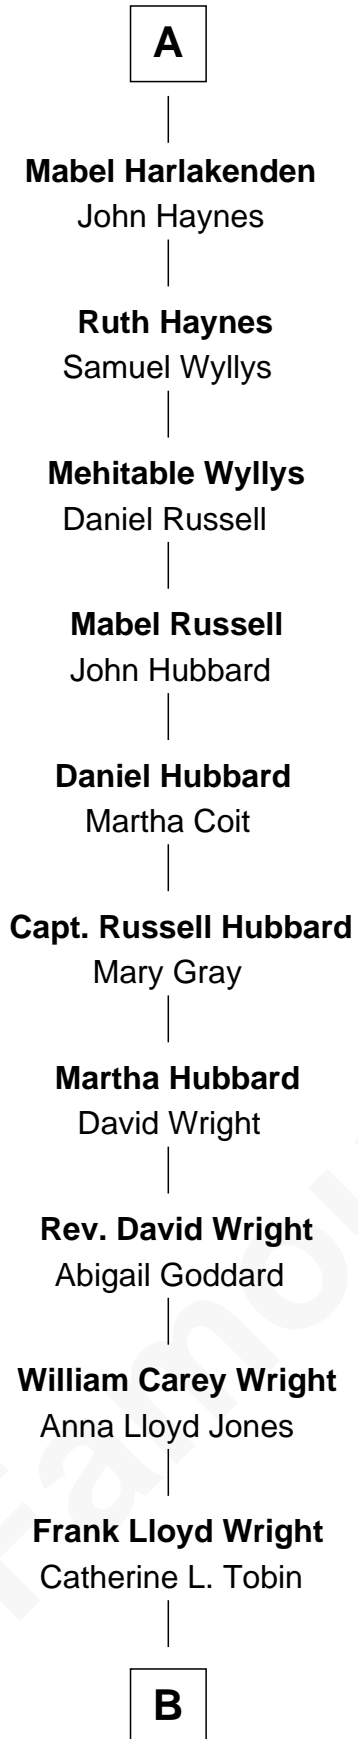 A
Mabel Harlakenden
John Haynes
Ruth Haynes
Samuel Wyllys
Mehitable Wyllys
Daniel Russell
Mabel Russell
John Hubbard
Daniel Hubbard
Martha Coit
Capt. Russell Hubbard
Mary Gray
Martha Hubbard
David Wright
Rev. David Wright
Abigail Goddard
William Carey Wright
Anna Lloyd Jones
Frank Lloyd Wright
Catherine L. Tobin
B